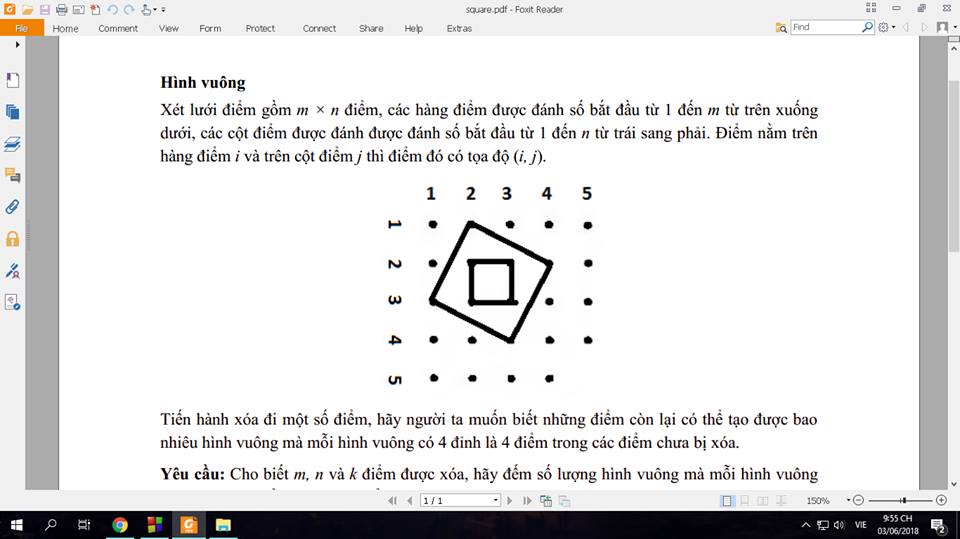 square.pdf - Foxit Reader
File Home Comment View Form Protect Connect Share Help Extras
Find
Hình vuông
Xét lưới điểm gồm m × n điểm, các hàng điểm được đánh số bắt đầu từ 1 đến m từ trên xuống
dưới, các cột điểm được đánh được đánh số bắt đầu từ 1 đến n từ trái sang phải. Điểm nằm trên
hàng điểm i và trên cột điểm j thì điểm đó có tọa độ (i, j).
1 2 3 4 5
1
2
3
4
5
Tiến hành xóa đi một số điểm, hãy người ta muốn biết những điểm còn lại có thể tạo được bao
nhiêu hình vuông mà mỗi hình vuông có 4 đỉnh là 4 điểm trong các điểm chưa bị xóa.
Yêu cầu: Cho biết m, n và k điểm được xóa, hãy đếm số lượng hình vuông mà mỗi hình vuông
1 / 1
150%
VIE
9:55 CH
03/06/2018
2